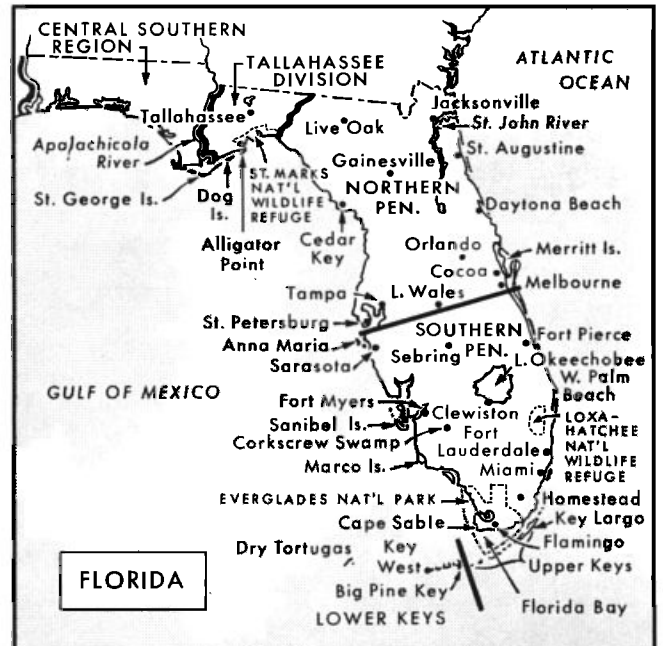 CENTRAL SOUTHERN
REGION
TALLAHASSEE
DIVISION
ATLANTIC
OCEAN
Tallahassee
Live Oak
Jacksonville
St. John River
Apalachicola
River
St. Augustine
Gainesville
St. George Is.
Dog
Is.
ST. MARKS
NAT'L
WILDLIFE
REFUGE
NORTHERN
PEN.
Alligator
Point
Cedar
Key
Daytona Beach
Orlando
Merritt Is.
Cocoa
Melbourne
Tampa
L. Wales
St. Petersburg
SOUTHERN
PEN.
Fort Pierce
Anna Maria
Sebring
L. Okeechobee
Sarasota
W. Palm
Beach
GULF OF MEXICO
Fort Myers
Clewiston
LOXA-
HATCHEE
NAT'L
WILDLIFE
REFUGE
Sanibel Is.
Corkscrew Swamp
Fort
Lauderdale
Marco Is.
Miami
EVERGLADES NAT'L PARK
Homestead
Cape Sable
Key Largo
Flamingo
Dry Tortugas
Key
West
Upper Keys
Big Pine Key
Florida Bay
LOWER KEYS
FLORIDA